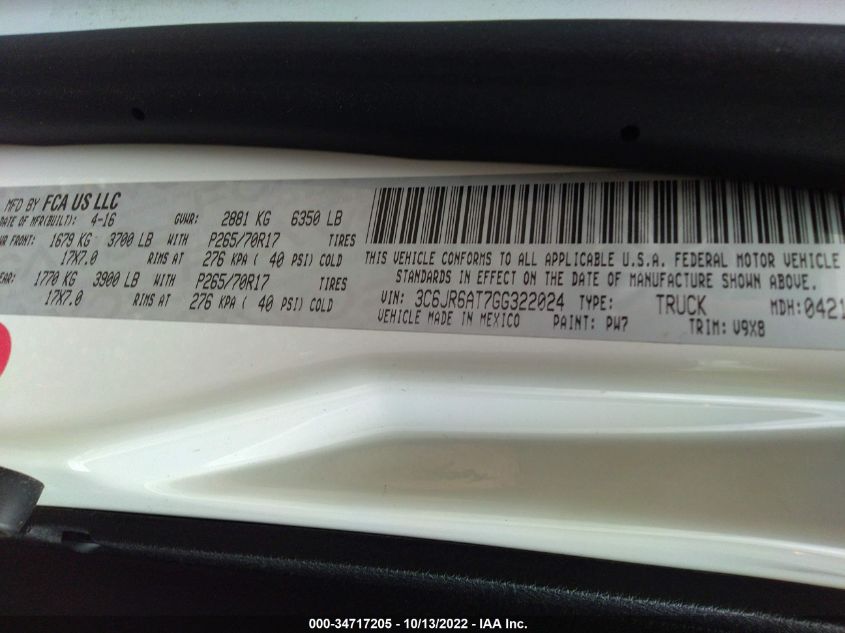 MFD BY FCA US LLC
DATE OF MFR(BUILT): 4-16 GVWR: 2881 KG 6350 LB
WR FRONT: 1679 KG 3700 LB WITH P265/70R17 TIRES
17X7.0 RIMS AT 276 KPA ( 40 PSI) COLD
EAR: 1770 KG 3900 LB WITH P265/70R17 TIRES
17X7.0 RIMS AT 276 KPA ( 40 PSI) COLD
THIS VEHICLE CONFORMS TO ALL APPLICABLE U.S.A. FEDERAL MOTOR VEHICLE
STANDARDS IN EFFECT ON THE DATE OF MANUFACTURE SHOWN ABOVE.
VIN: 3C6JR6AT7GG322024 TYPE: TRUCK MDH:0421
VEHICLE MADE IN MEXICO PAINT: PW7 TRIM: V9X8
000-34717205 - 10/13/2022 - IAA Inc.